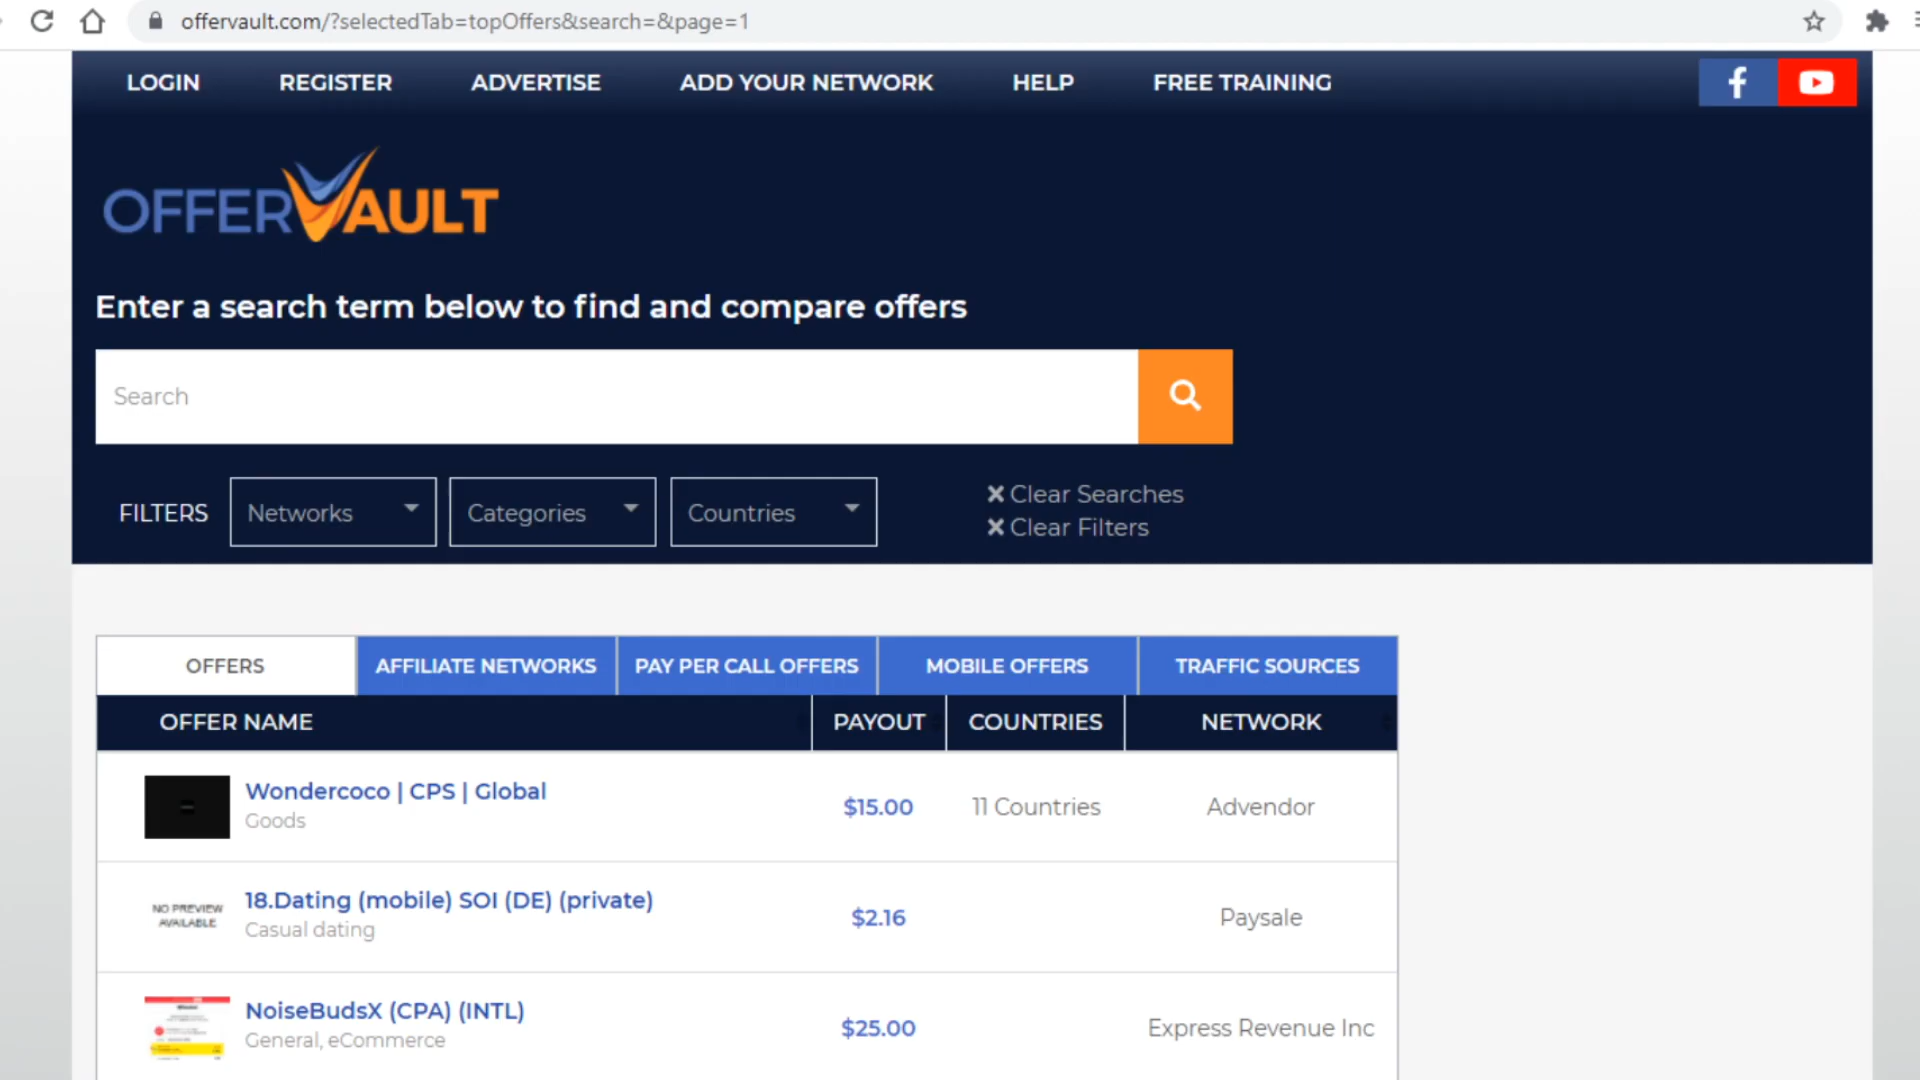 offervault.com/?selectedTab=topOffers&search=&page=1
LOGIN REGISTER ADVERTISE ADD YOUR NETWORK HELP FREE TRAINING
OFFERVAULT
Enter a search term below to find and compare offers
Search
FILTERS Networks Categories Countries
Clear Searches
Clear Filters
OFFERS AFFILIATE NETWORKS PAY PER CALL OFFERS MOBILE OFFERS TRAFFIC SOURCES
OFFER NAME PAYOUT COUNTRIES NETWORK
Wondercoco | CPS | Global
Goods
$15.00 11 Countries Advendor
NO PREVIEW
AVAILABLE
18.Dating (mobile) SOI (DE) (private)
Casual dating
$2.16 Paysale
NoiseBudsX (CPA) (INTL)
General, eCommerce
$25.00 Express Revenue Inc